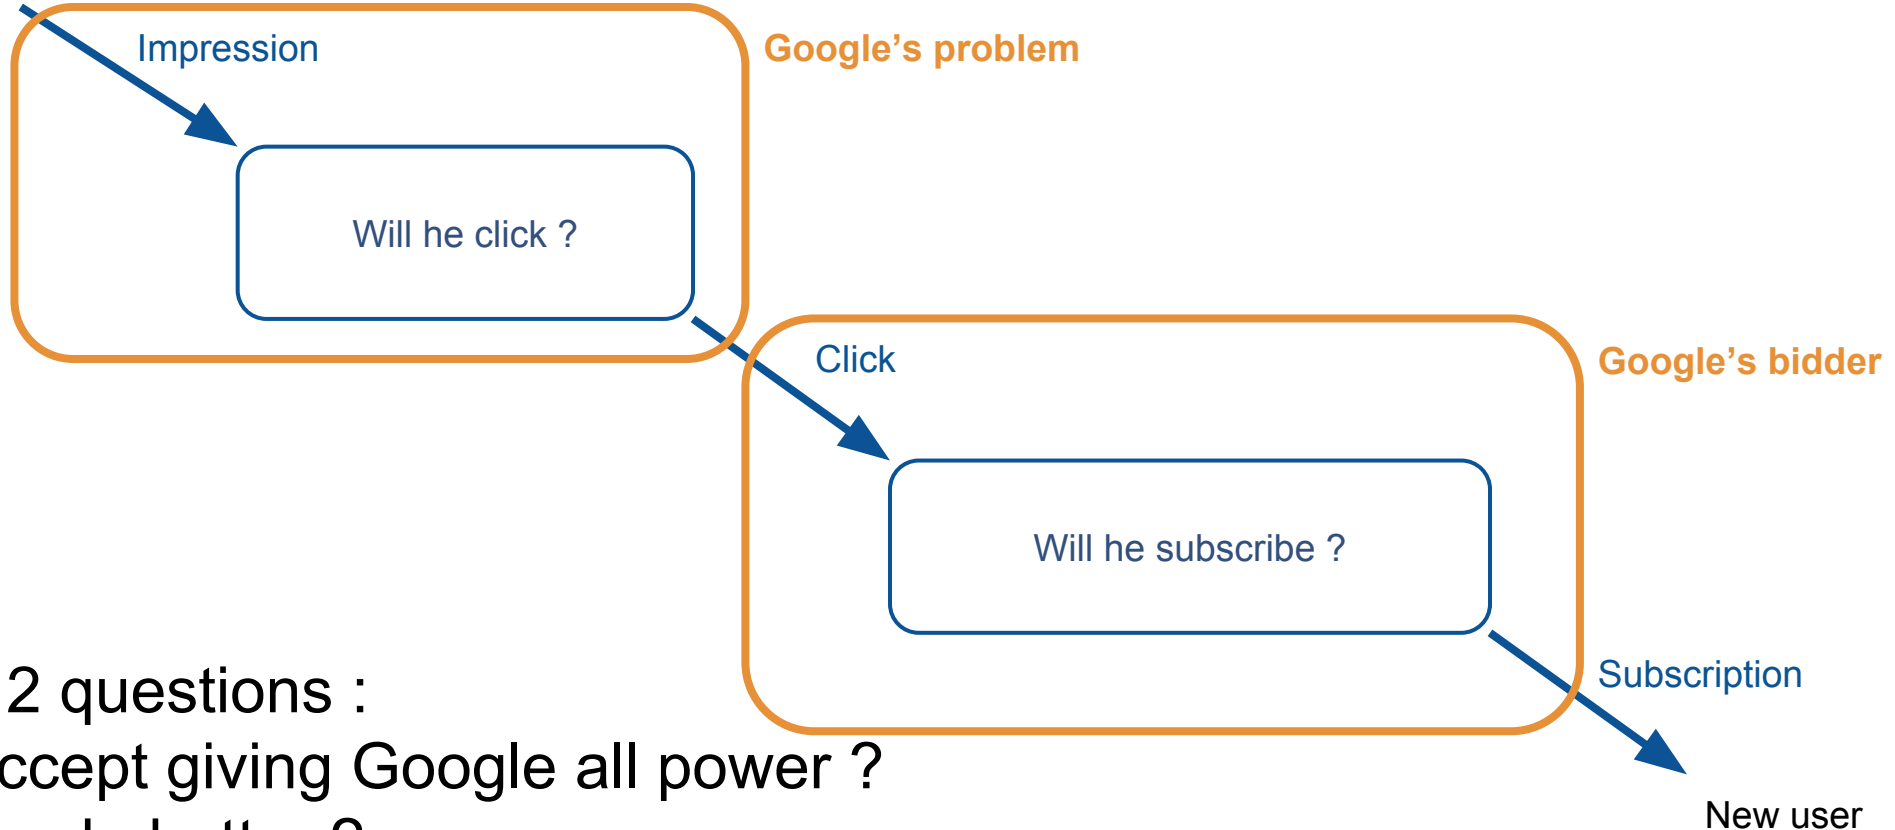 Impression
Google’s problem
Will he click ?
Click
Google’s bidder
Will he subscribe ?
Subscription
2 questions :
giving Google all power ?
New user